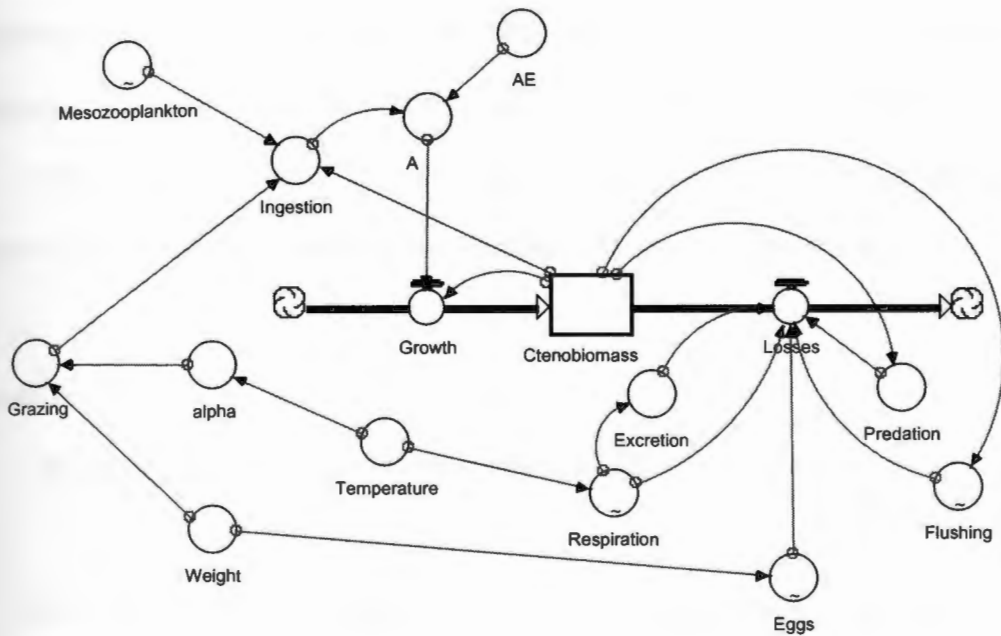 AE
Mesozooplankton
A
Ingestion
Growth
Ctenobiomass
Losses
Grazing
alpha
Excretion
Predation
Temperature
Respiration
Flushing
Weight
Eggs
~
~
~
~